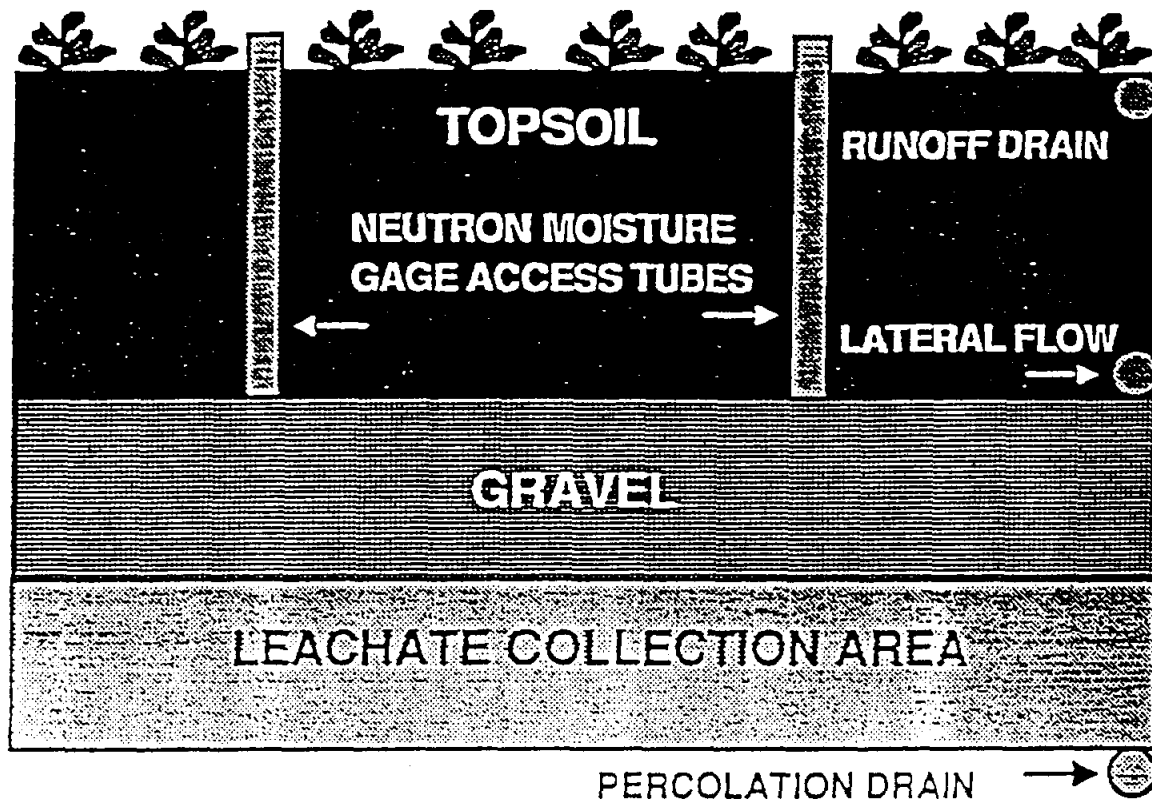 TOPSOIL
RUNOFF DRAIN
NEUTRON MOISTURE
GAGE ACCESS TUBES
LATERAL FLOW
GRAVEL
LEACHATE COLLECTION AREA
PERCOLATION DRAIN